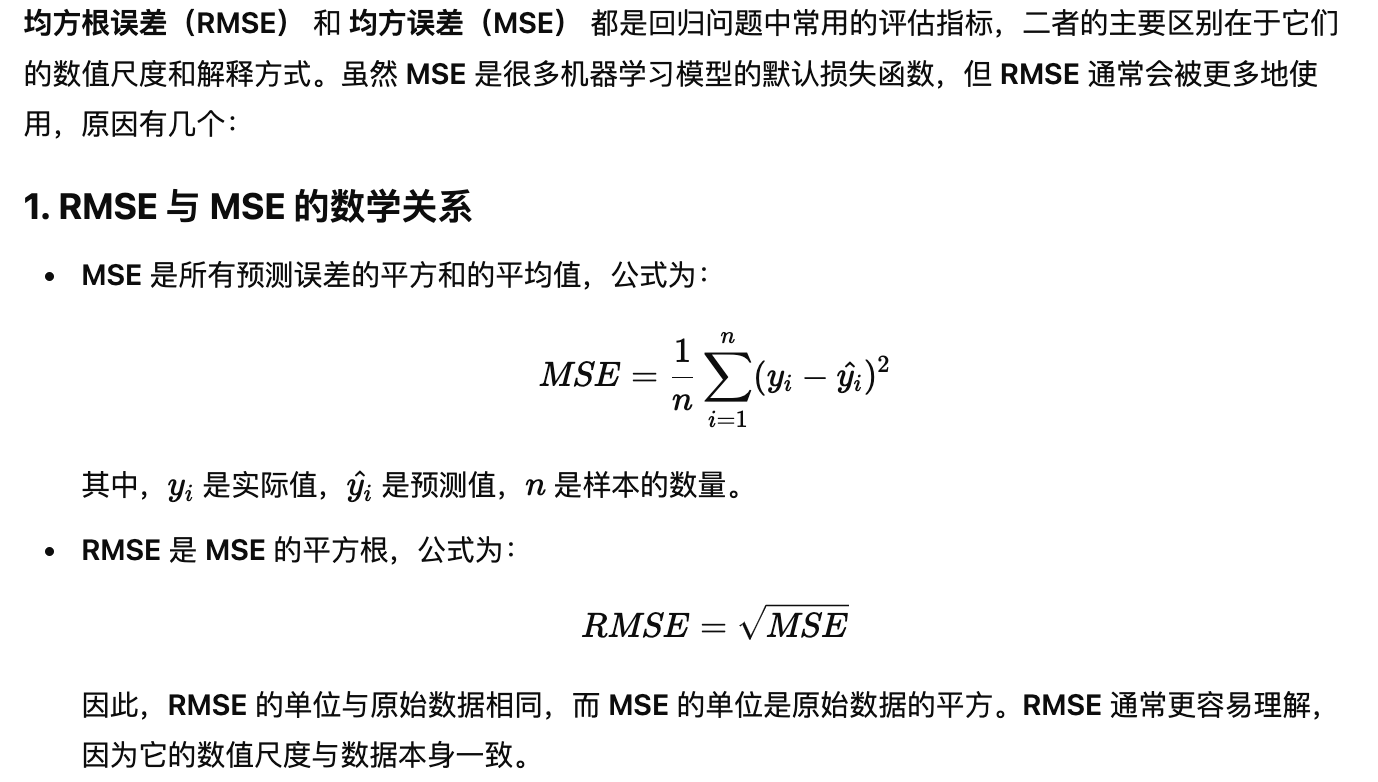 均方根误差（RMSE） 和 均方误差（MSE） 都是回归问题中常用的评估指标，二者的主要区别在于它们
的数值尺度和解释方式。虽然 MSE 是很多机器学习模型的默认损失函数，但 RMSE 通常会被更多地使
用，原因有几个：
1. RMSE 与 MSE 的数学关系
• MSE 是所有预测误差的平方和的平均值，公式为：
$MSE = \frac{1}{n} \sum_{i=1}^{n} (y_i - \hat{y}_i)^2$
其中，$y_i$ 是实际值，$\hat{y}_i$ 是预测值，$n$ 是样本的数量。
• RMSE 是 MSE 的平方根，公式为：
$RMSE = \sqrt{MSE}$
因此，RMSE 的单位与原始数据相同，而 MSE 的单位是原始数据的平方。RMSE 通常更容易理解，
因为它的数值尺度与数据本身一致。